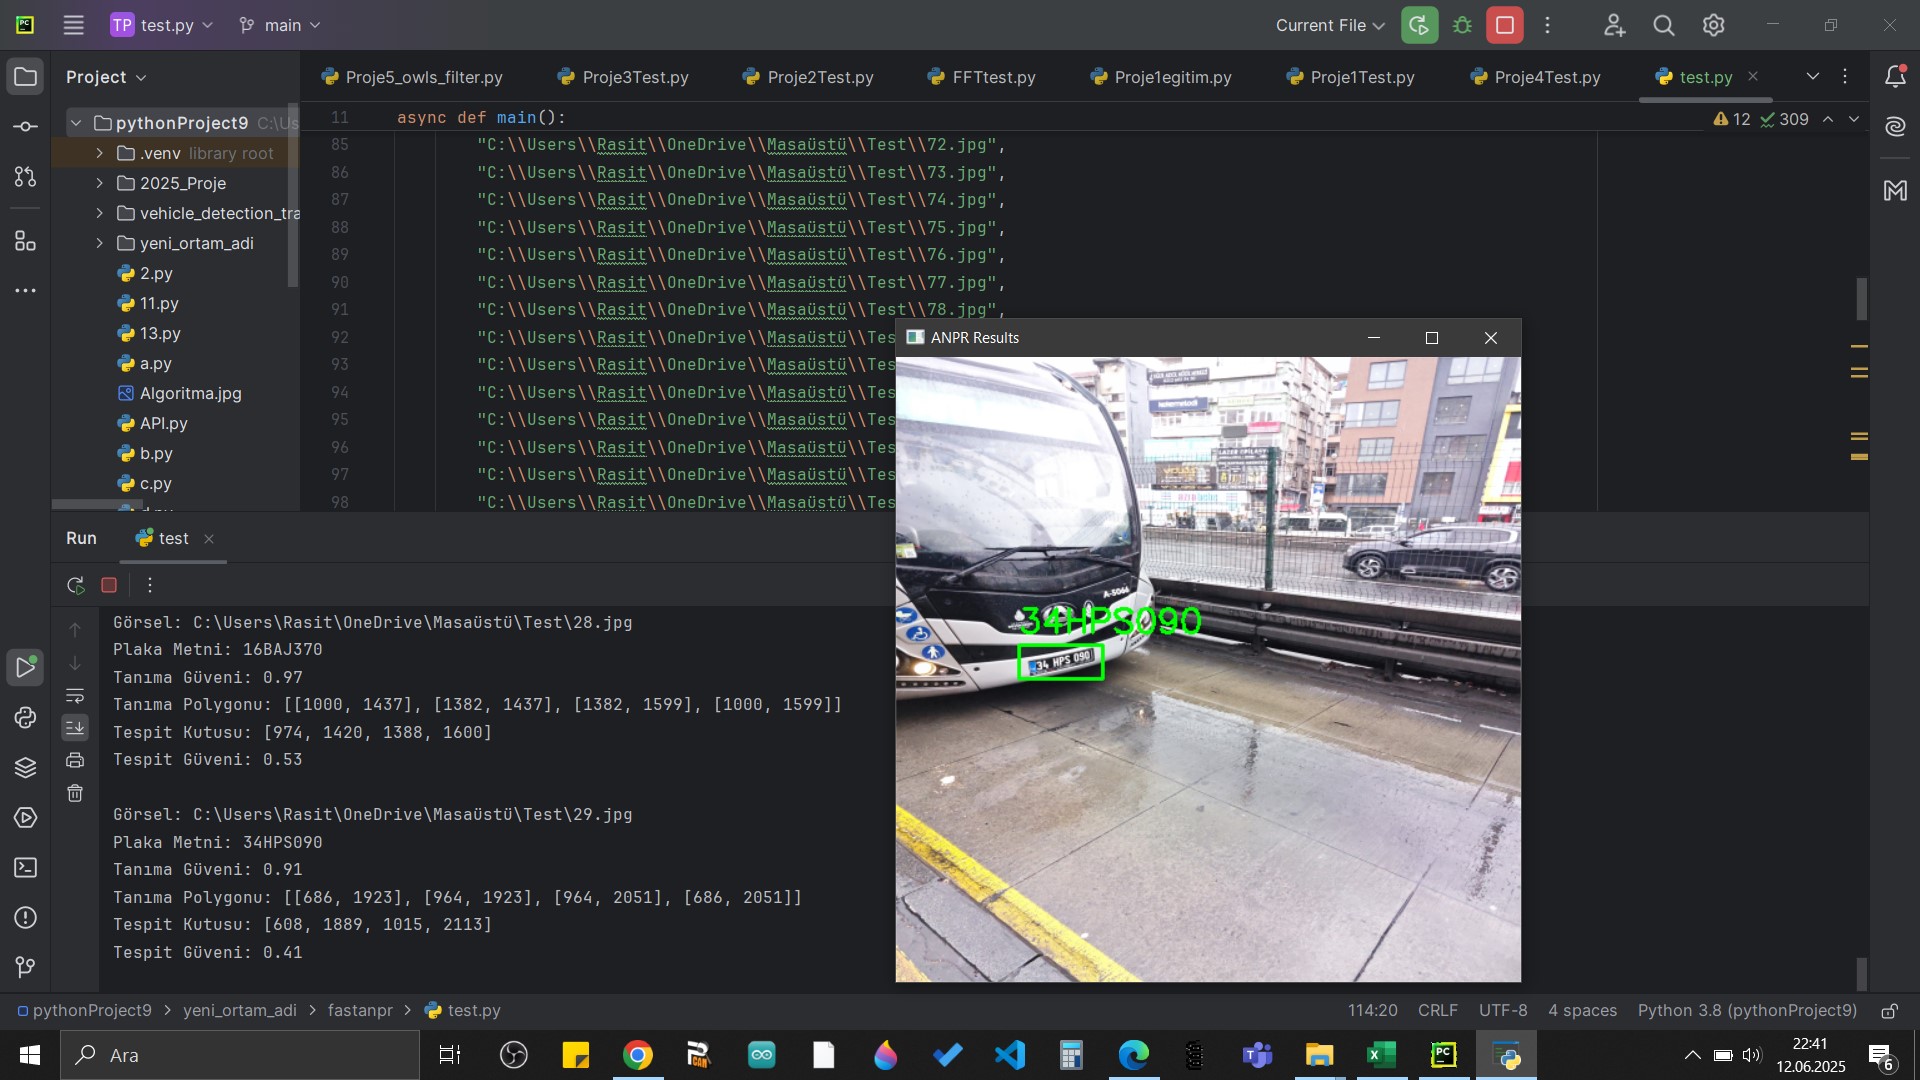 TP test.py main Current File
Project
Proje5_owls_filter.py Proje3Test.py Proje2Test.py FFTtest.py Proje1egitim.py Proje1Test.py Proje4Test.py test.py
pythonProject9 C:\Us
.venv library root
2025_Proje
vehicle_detection_tra
yeni_ortam_adi
2.py
11.py
13.py
a.py
Algoritma.jpg
API.py
b.py
c.py
11 async def main():
12 309
85 "C:\\Users\\Rasit\\OneDrive\\Masaüstü\\Test\\72.jpg",
86 "C:\\Users\\Rasit\\OneDrive\\Masaüstü\\Test\\73.jpg",
87 "C:\\Users\\Rasit\\OneDrive\\Masaüstü\\Test\\74.jpg",
88 "C:\\Users\\Rasit\\OneDrive\\Masaüstü\\Test\\75.jpg",
89 "C:\\Users\\Rasit\\OneDrive\\Masaüstü\\Test\\76.jpg",
90 "C:\\Users\\Rasit\\OneDrive\\Masaüstü\\Test\\77.jpg",
91 "C:\\Users\\Rasit\\OneDrive\\Masaüstü\\Test\\78.jpg",
92 "C:\\Users\\Rasit\\OneDrive\\Masaüstü\\Tes
93 "C:\\Users\\Rasit\\OneDrive\\Masaüstü\\Tes
94 "C:\\Users\\Rasit\\OneDrive\\Masaüstü\\Tes
95 "C:\\Users\\Rasit\\OneDrive\\Masaüstü\\Tes
96 "C:\\Users\\Rasit\\OneDrive\\Masaüstü\\Tes
97 "C:\\Users\\Rasit\\OneDrive\\Masaüstü\\Tes
98 "C:\\Users\\Rasit\\OneDrive\\Masaüstü\\Tes
ANPR Results
A-5066
34HPS090
34 HPS 090
Run test
Görsel: C:\Users\Rasit\OneDrive\Masaüstü\Test\28.jpg
Plaka Metni: 16BAJ370
Tanıma Güveni: 0.97
Tanıma Polygonu: [[1000, 1437], [1382, 1437], [1382, 1599], [1000, 1599]]
Tespit Kutusu: [974, 1420, 1388, 1600]
Tespit Güveni: 0.53
Görsel: C:\Users\Rasit\OneDrive\Masaüstü\Test\29.jpg
Plaka Metni: 34HPS090
Tanıma Güveni: 0.91
Tanıma Polygonu: [[686, 1923], [964, 1923], [964, 2051], [686, 2051]]
Tespit Kutusu: [608, 1889, 1015, 2113]
Tespit Güveni: 0.41
pythonProject9 > yeni_ortam_adi > fastanpr > test.py
114:20 CRLF UTF-8 4 spaces Python 3.8 (pythonProject9)
Ara
22:41
12.06.2025
6